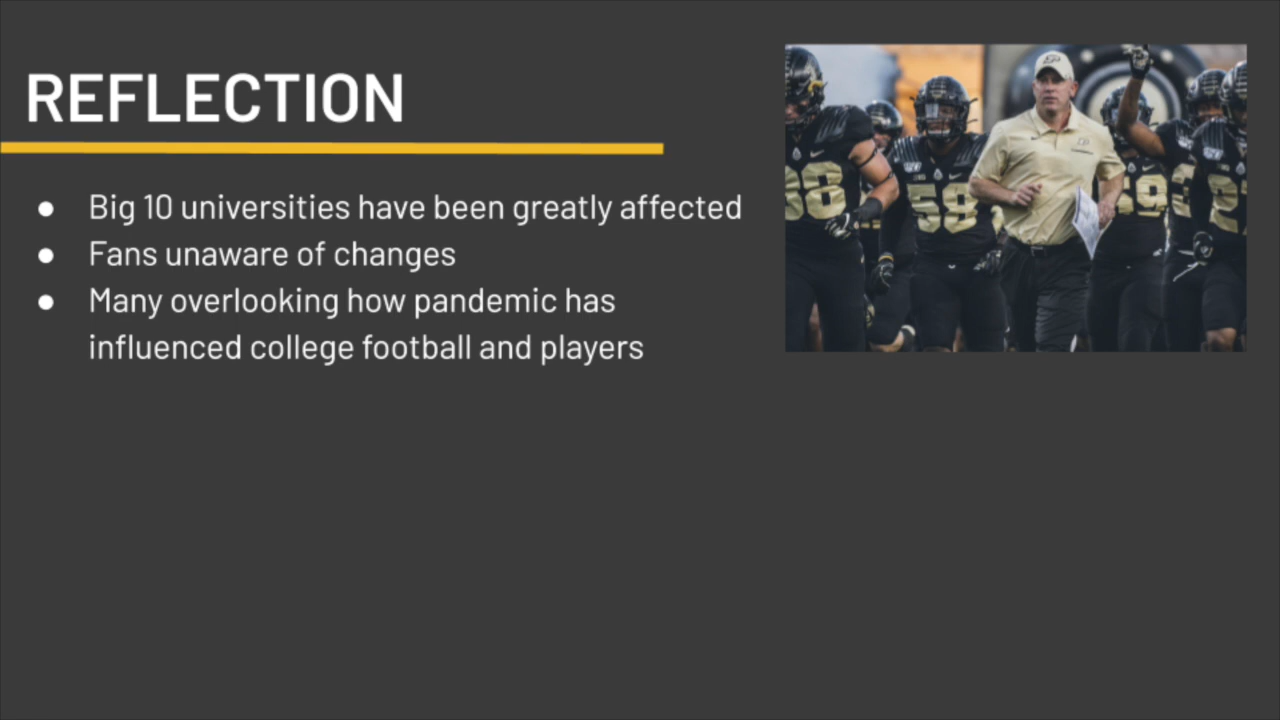 REFLECTION
● Big 10 universities have been greatly affected
● Fans unaware of changes
● Many overlooking how pandemic has
influenced college football and players
58